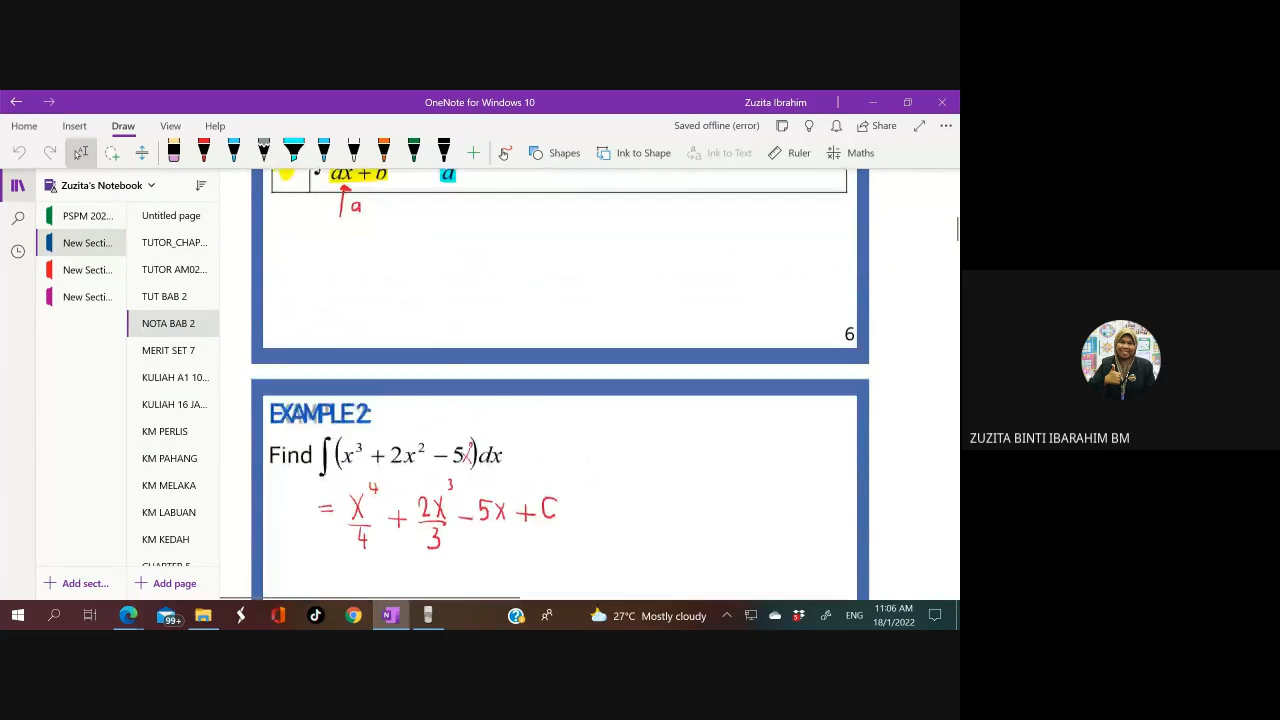 OneNote for Windows 10
Zuzita Ibrahim
Home Insert Draw View Help
Saved offline (error)
Share
Shapes
Ink to Shape
Ink to Text
Ruler
Maths
Zuzita's Notebook
PSPM 202...
New Secti...
New Secti...
New Secti...
Untitled page
TUTOR_CHAP...
TUTOR AM02...
TUT BAB 2
NOTA BAB 2
MERIT SET 7
KULIAH A1 10...
KULIAH 16 JA...
KM PERLIS
KM PAHANG
KM MELAKA
KM LABUAN
KM KEDAH
CHAPTER 5
Add sect...
Add page
∫ ax + b a
a
6
EXAMPLE 2:
Find ∫(x³ + 2x² − 5x⁰)dx
= x⁴/4 + 2x³/3 − 5x + C
ZUZITA BINTI IBARAHIM BM
99+
27°C Mostly cloudy
ENG
11:06 AM
18/1/2022